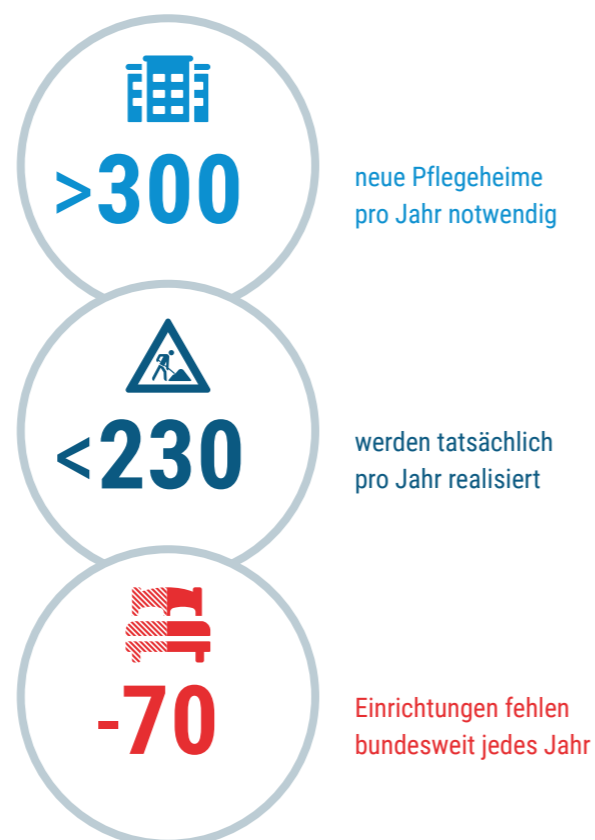 >300
neue Pflegeheime
pro Jahr notwendig
<230
werden tatsächlich
pro Jahr realisiert
-70
Einrichtungen fehlen
bundesweit jedes Jahr